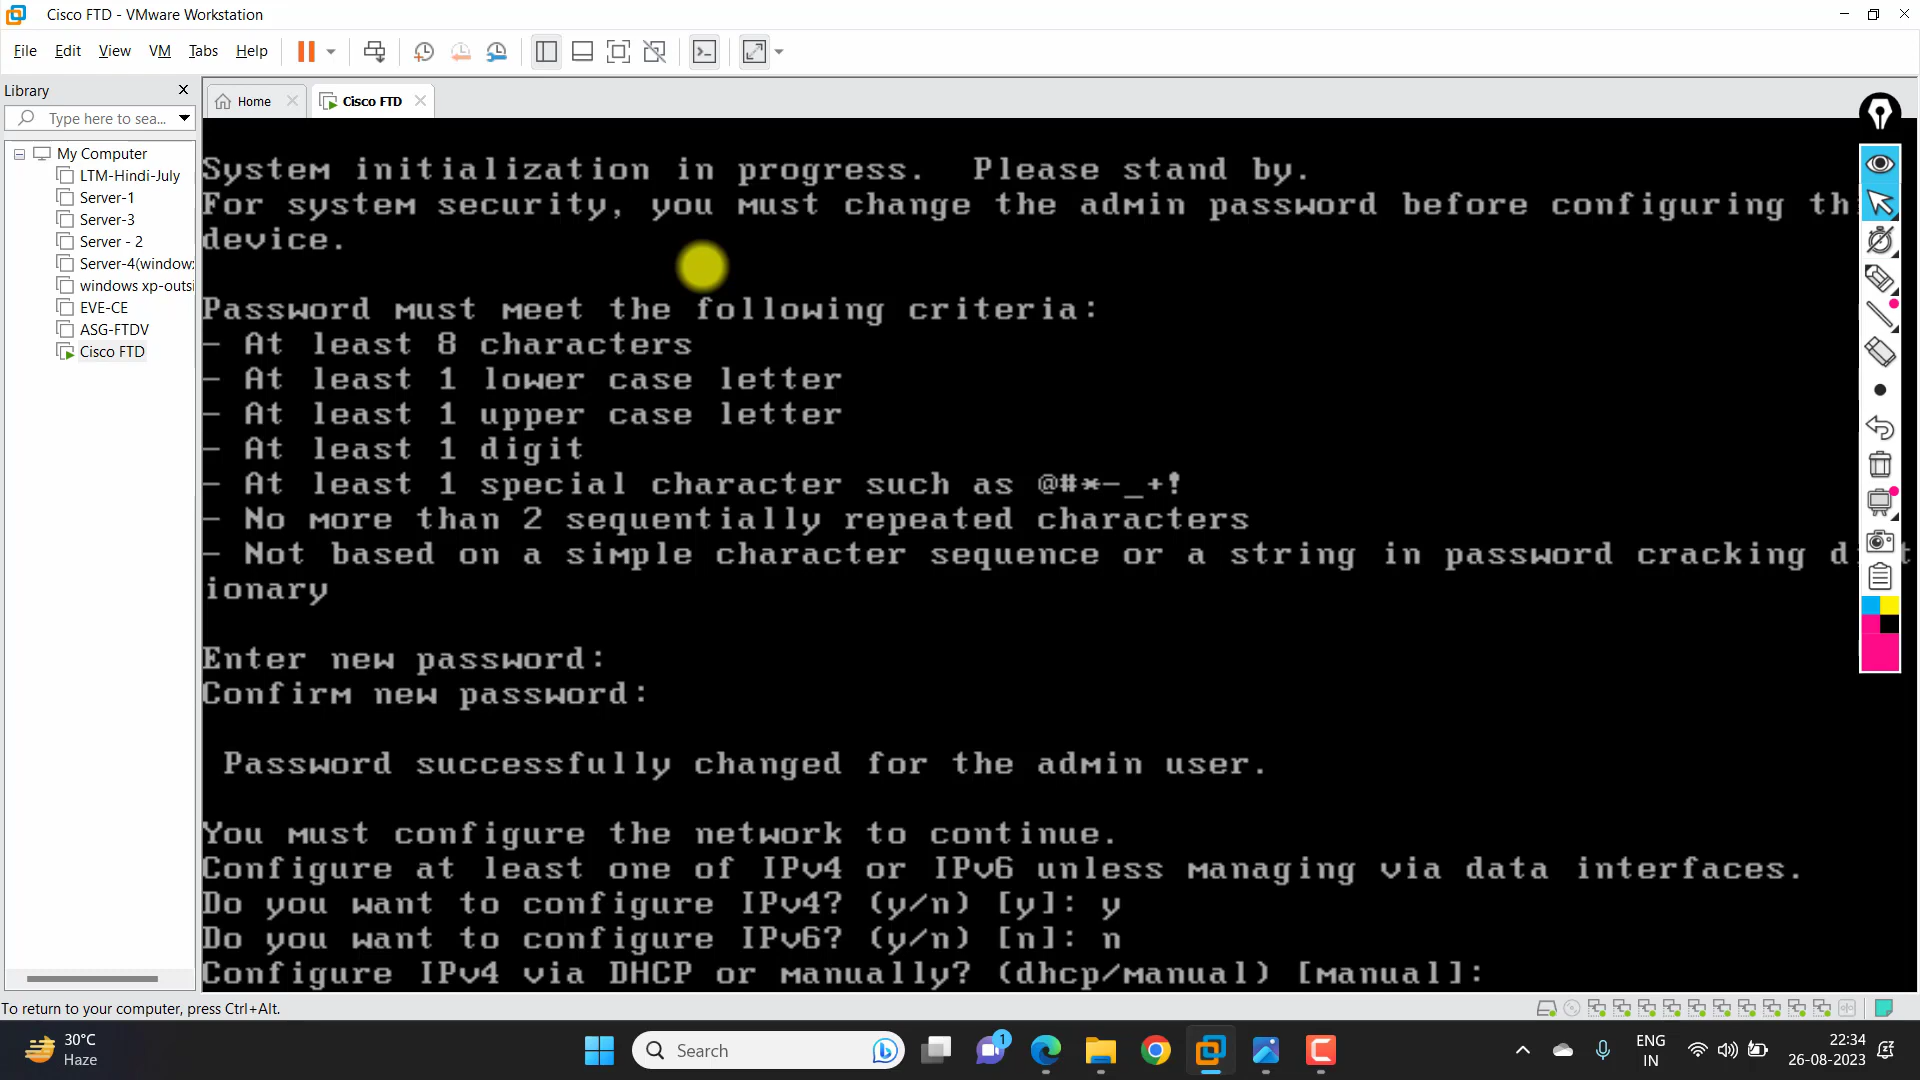 Cisco FTD - VMware Workstation
File Edit View VM Tabs Help
Library
Type here to sea...
Home
Cisco FTD
My Computer
LTM-Hindi-July
Server-1
Server-3
Server - 2
Server-4(window
windows xp-outsi
EVE-CE
ASG-FTDV
Cisco FTD
System initialization in progress.  Please stand by.
For system security, you must change the admin password before configuring th
device.
Password must meet the following criteria:
- At least 8 characters
- At least 1 lower case letter
- At least 1 upper case letter
- At least 1 digit
- At least 1 special character such as @#*-_+!
- No more than 2 sequentially repeated characters
- Not based on a simple character sequence or a string in password cracking di t
ionary
Enter new password:
Confirm new password:
Password successfully changed for the admin user.
You must configure the network to continue.
Configure at least one of IPv4 or IPv6 unless managing via data interfaces.
Do you want to configure IPv4? (y/n) [y]: y
Do you want to configure IPv6? (y/n) [n]: n
Configure IPv4 via DHCP or manually? (dhcp/manual) [manual]:
To return to your computer, press Ctrl+Alt.
30°C
Haze
Search
1
ENG
IN
22:34
26-08-2023